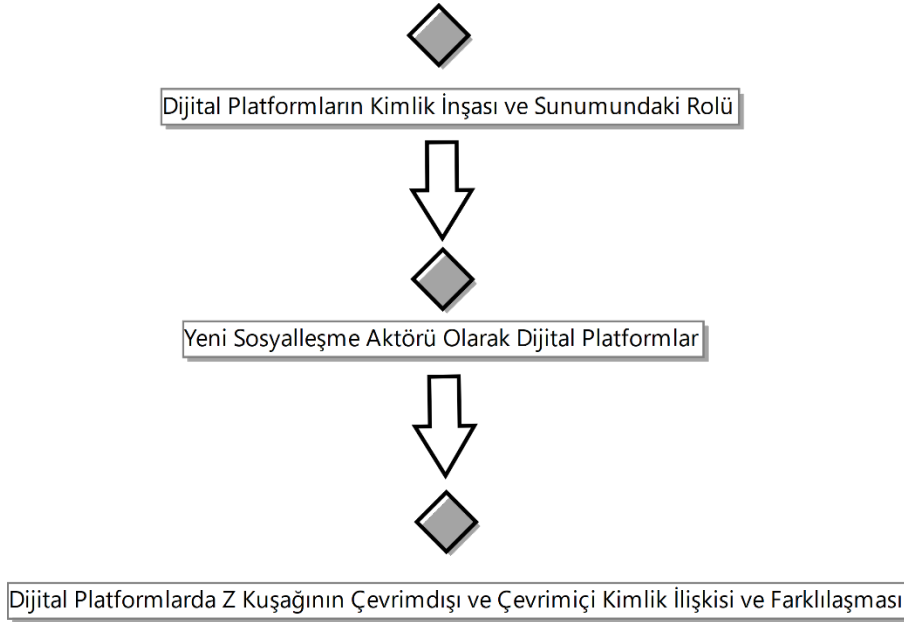 Dijital Platformların Kimlik İnşası ve Sunumundaki Rolü
Yeni Sosyalleşme Aktörü Olarak Dijital Platformlar
Dijital Platformlarda Z Kuşağının Çevrimdışı ve Çevrimiçi Kimlik İlişkisi ve Farklılaşması